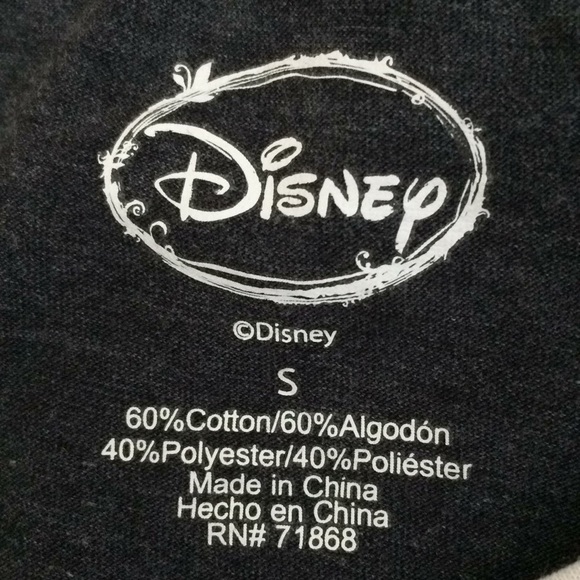 Disney
©Disney
S
60%Cotton/60%Algodón
40%Polyester/40%Poliéster
Made in China
Hecho en China
RN# 71868